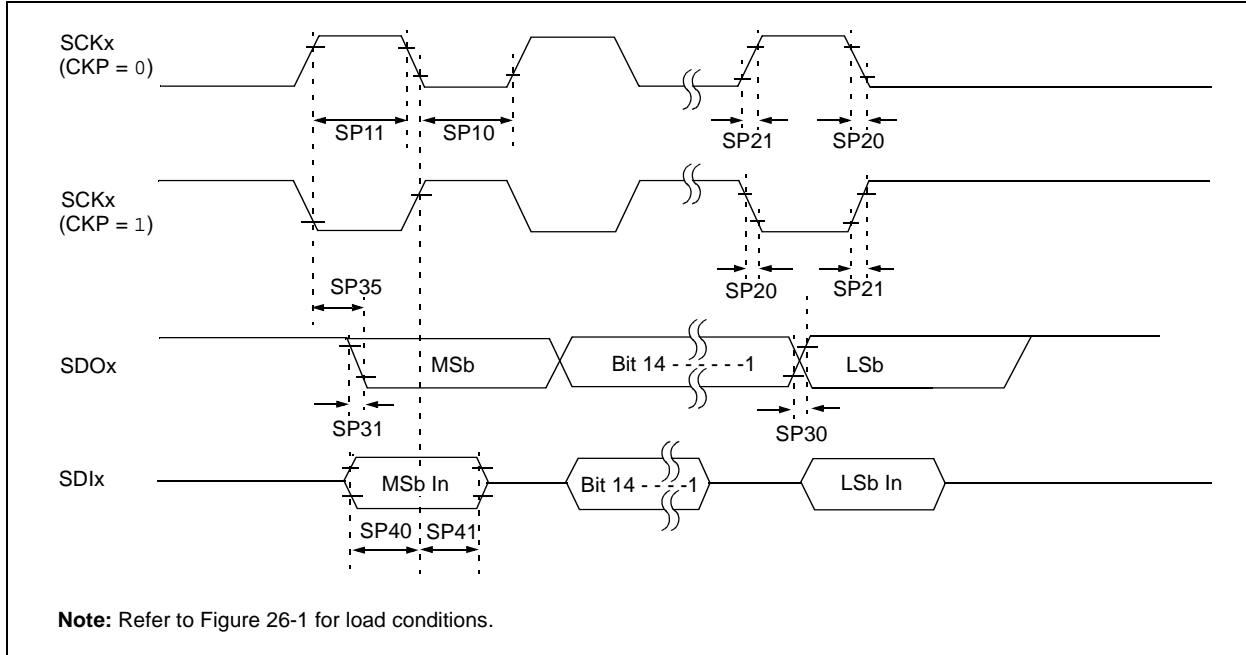 SCKx
(CKP = 0)
SP11
SP10
SP21
SP20
SCKx
(CKP = 1)
SP35
SP20
SP21
SDOx
MSb
Bit 14 - - - - - -1
LSb
SP31
SP30
SDIx
MSb In
Bit 14 - - - -1
LSb In
SP40
SP41
Note: Refer to Figure 26-1 for load conditions.